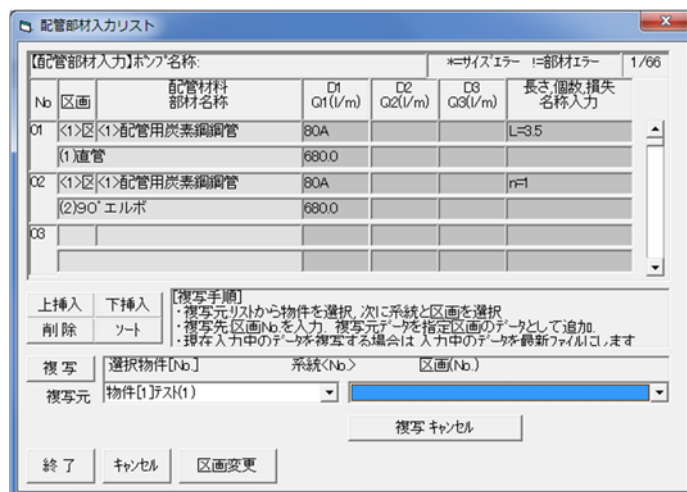 配管部材入力リスト
【配管部材入力】ポンプ名称: *=サイズエラー !=部材エラー 1/66
No 区画 配管材料 部材名称 D1 Q1(l/m) D2 Q2(l/m) D3 Q3(l/m) 長さ,個数,損失 名称入力
01 <1>区 <1>配管用炭素鋼鋼管 80A L=3.5
(1)直管 680.0
02 <1>区 <1>配管用炭素鋼鋼管 80A n=1
(2)90°エルボ 680.0
03
上挿入 下挿入
削 除 ソート
[複写手順]
・複写元リストから物件を選択, 次に系統と区画を選択
・複写先区画No.を入力. 複写元データを指定区画のデータとして追加.
・現在入力中のデータを複写する場合は 入力中のデータを最新ファイルにします
複 写 選択物件[No.] 系統<No.> 区画(No.)
複写元 物件[1]テスト(1)
複写キャンセル
終 了 キャンセル 区画変更